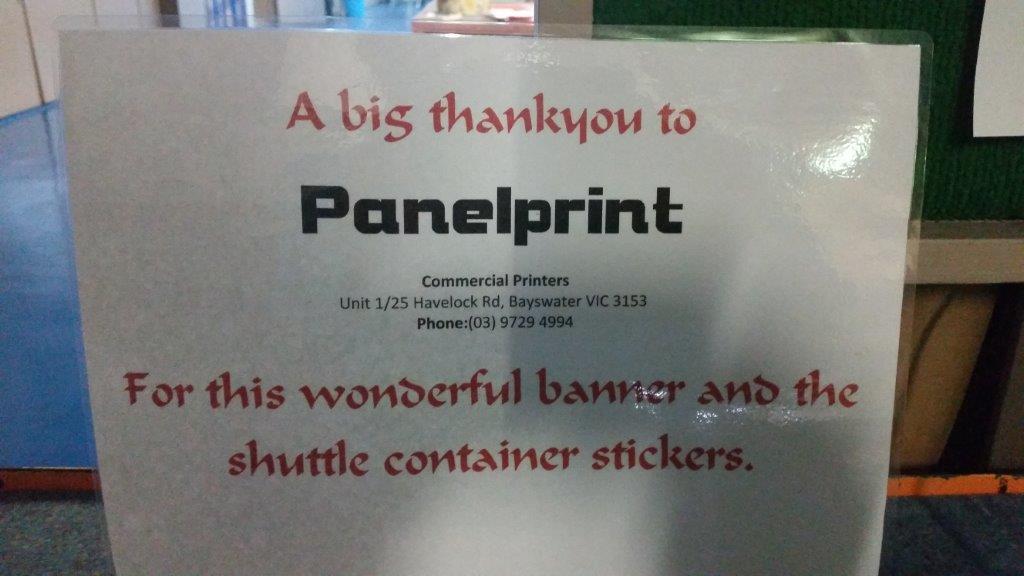 A big thankyou to
Panelprint
Commercial Printers
Unit 1/25 Havelock Rd, Bayswater VIC 3153
Phone:(03) 9729 4994
For this wonderful banner and the
shuttle container stickers.